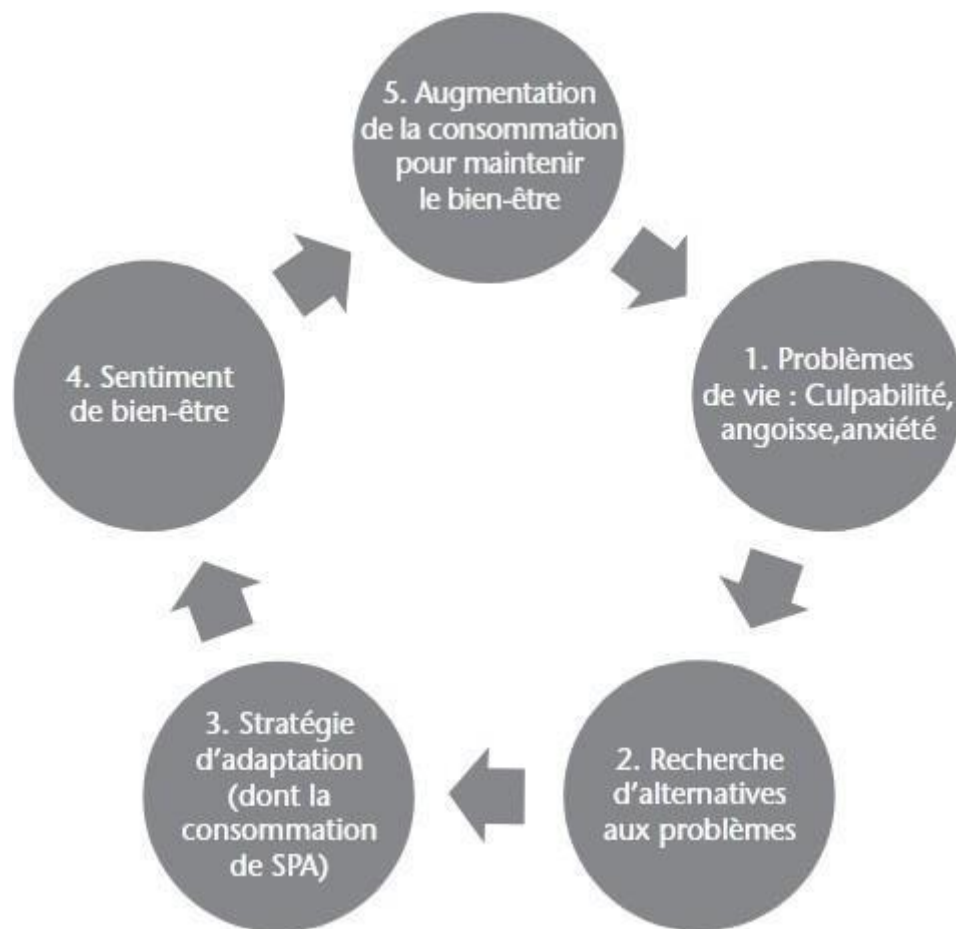 5. Augmentation
de la consommation
pour maintenir
le bien-être
1. Problèmes
de vie : Culpabilité,
angoisse,anxiété
2. Recherche
d'alternatives
aux problèmes
3. Stratégie
d'adaptation
(dont la
consommation
de SPA)
4. Sentiment
de bien-être